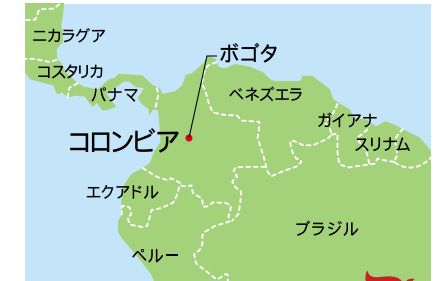 ニカラグア
ボゴタ
コスタリカ
パナマ
ベネズエラ
ガイアナ
コロンビア
スリナム
エクアドル
ブラジル
ペルー